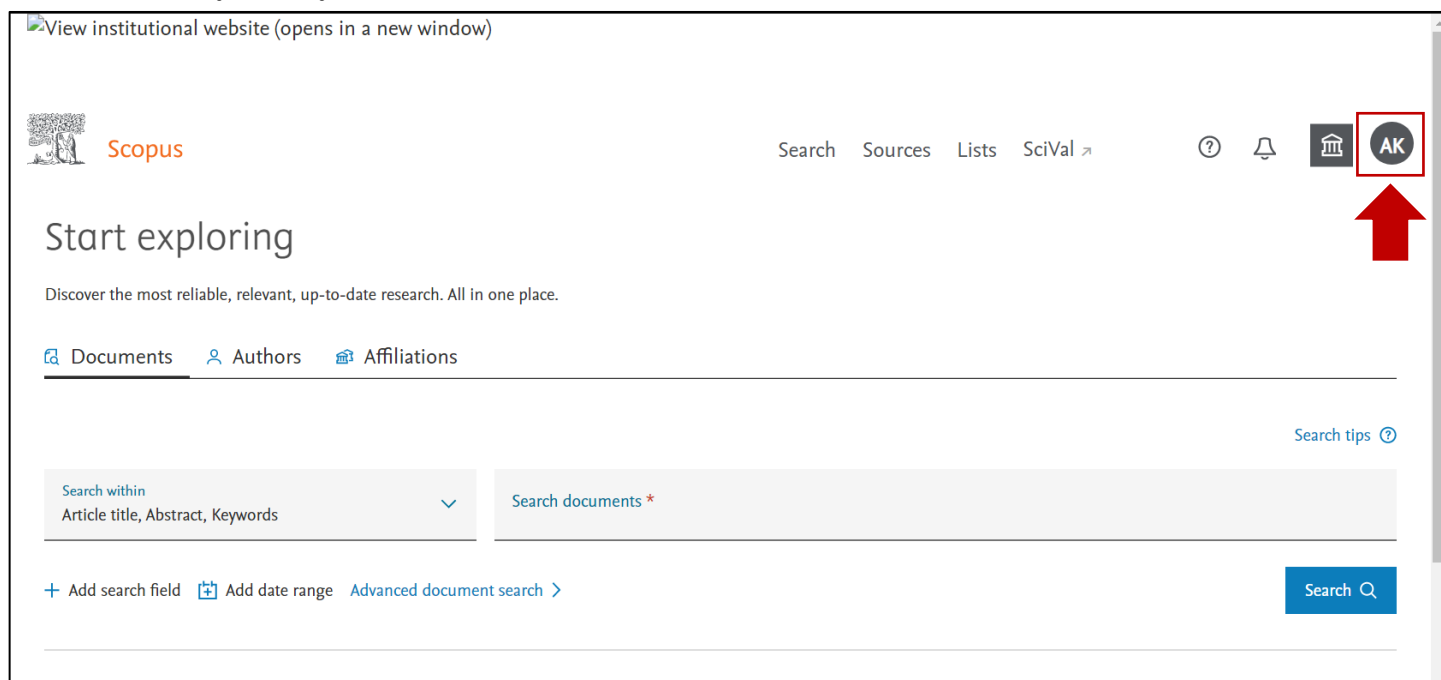 View institutional website (opens in a new window)
Scopus Search Sources Lists SciVal AK
Start exploring
Discover the most reliable, relevant, up-to-date research. All in one place.
Documents Authors Affiliations
Search tips
Search within
Article title, Abstract, Keywords
Search documents *
Add search field Add date range Advanced document search
Search